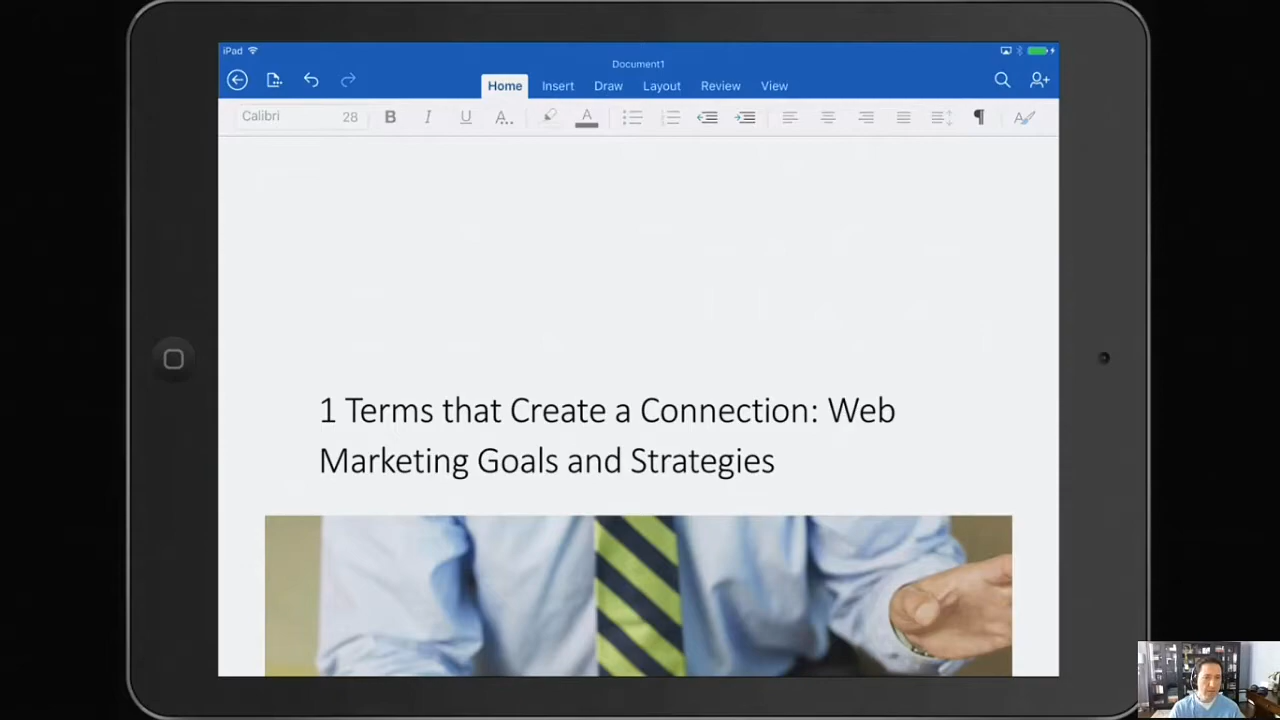 iPad
Document1
Home Insert Draw Layout Review View
Calibri 28 B I U A.. A A
1 Terms that Create a Connection: Web
Marketing Goals and Strategies